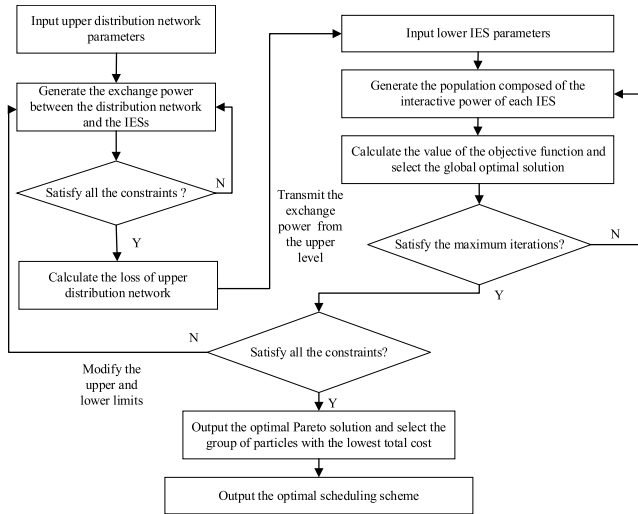 Input upper distribution network
parameters
Generate the exchange power
between the distribution network
and the IESs
Satisfy all the constraints ?
N
Y
Calculate the loss of upper
distribution network
Transmit the
exchange
power from
the upper
level
Input lower IES parameters
Generate the population composed of the
interactive power of each IES
Calculate the value of the objective function and
select the global optimal solution
Satisfy the maximum iterations?
N
Y
Satisfy all the constraints?
N
Modify the
upper and
lower limits
Y
Output the optimal Pareto solution and select the
group of particles with the lowest total cost
Output the optimal scheduling scheme